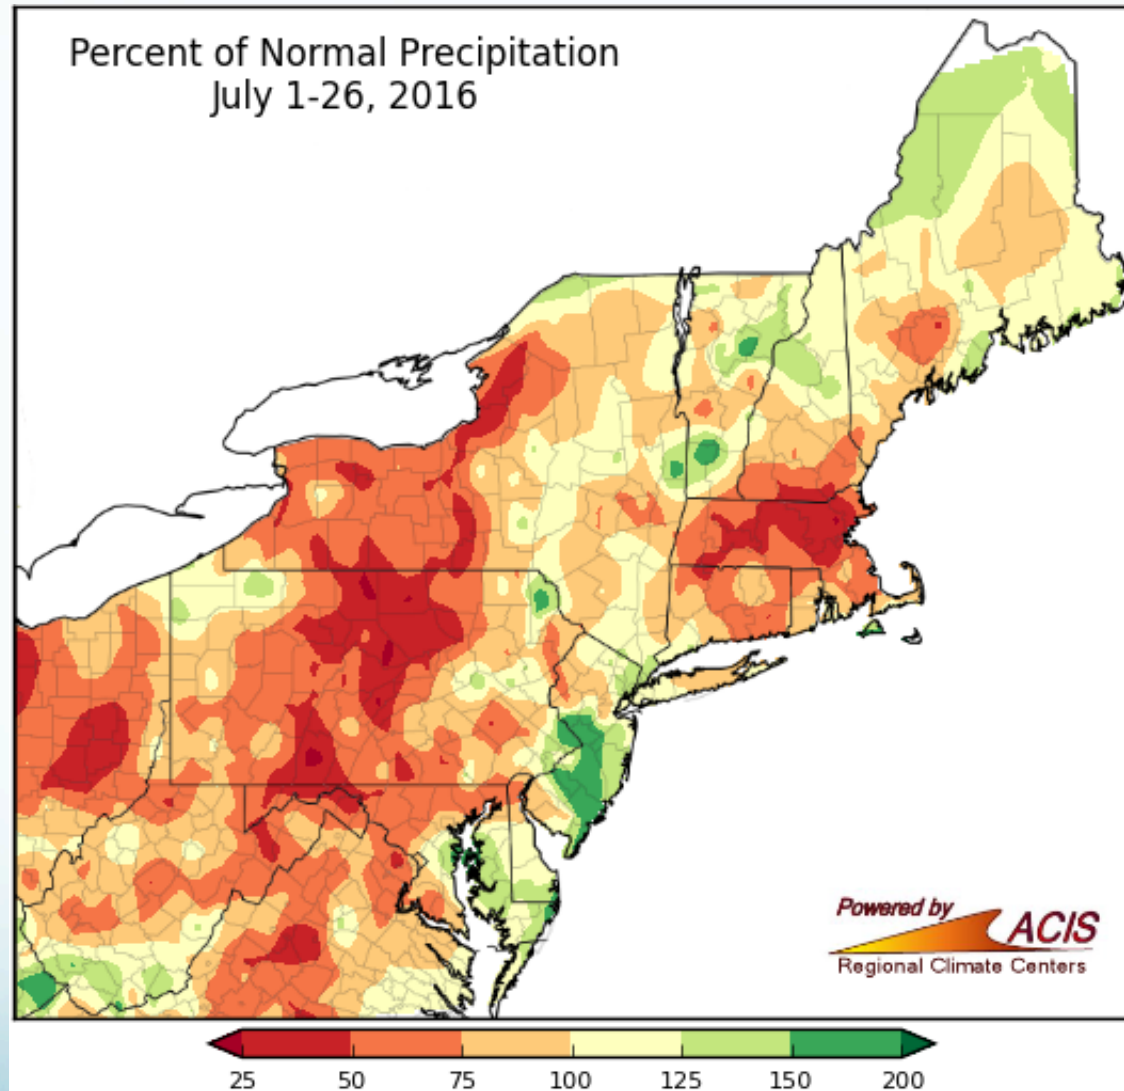 Percent of Normal Precipitation
July 1-26, 2016
Powered by
ACIS
Regional Climate Centers
25 50 75 100 125 150 200